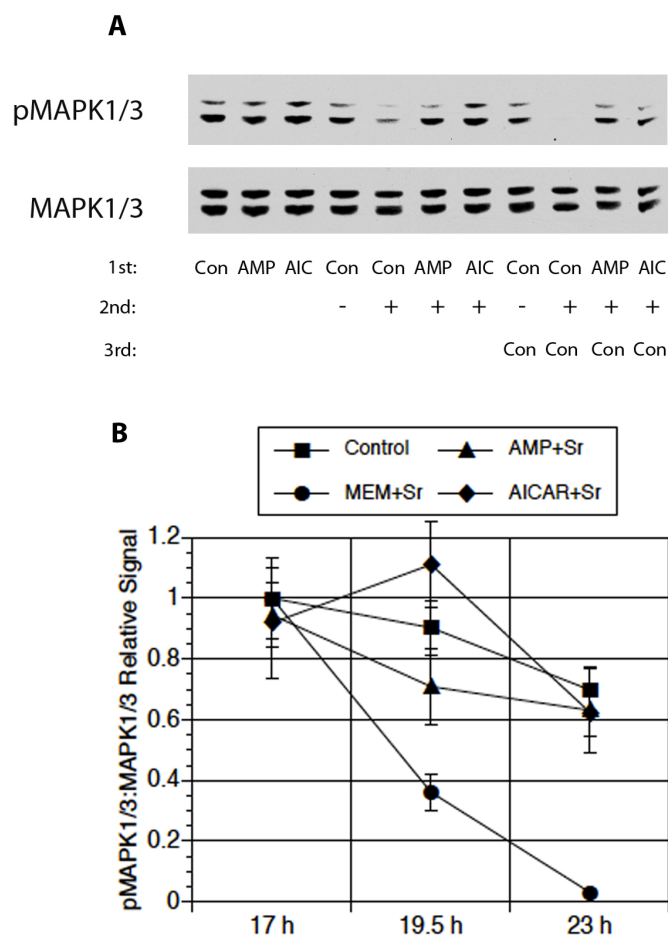 A
pMAPK1/3
MAPK1/3
1st: Con AMP AIC Con Con AMP AIC Con Con AMP AIC
2nd: - + + + - + + +
3rd: Con Con Con Con
B
Control AMP+Sr
MEM+Sr AICAR+Sr
pMAPK1/3:MAPK1/3 Relative Signal
1.2
1
0.8
0.6
0.4
0.2
0
17 h 19.5 h 23 h